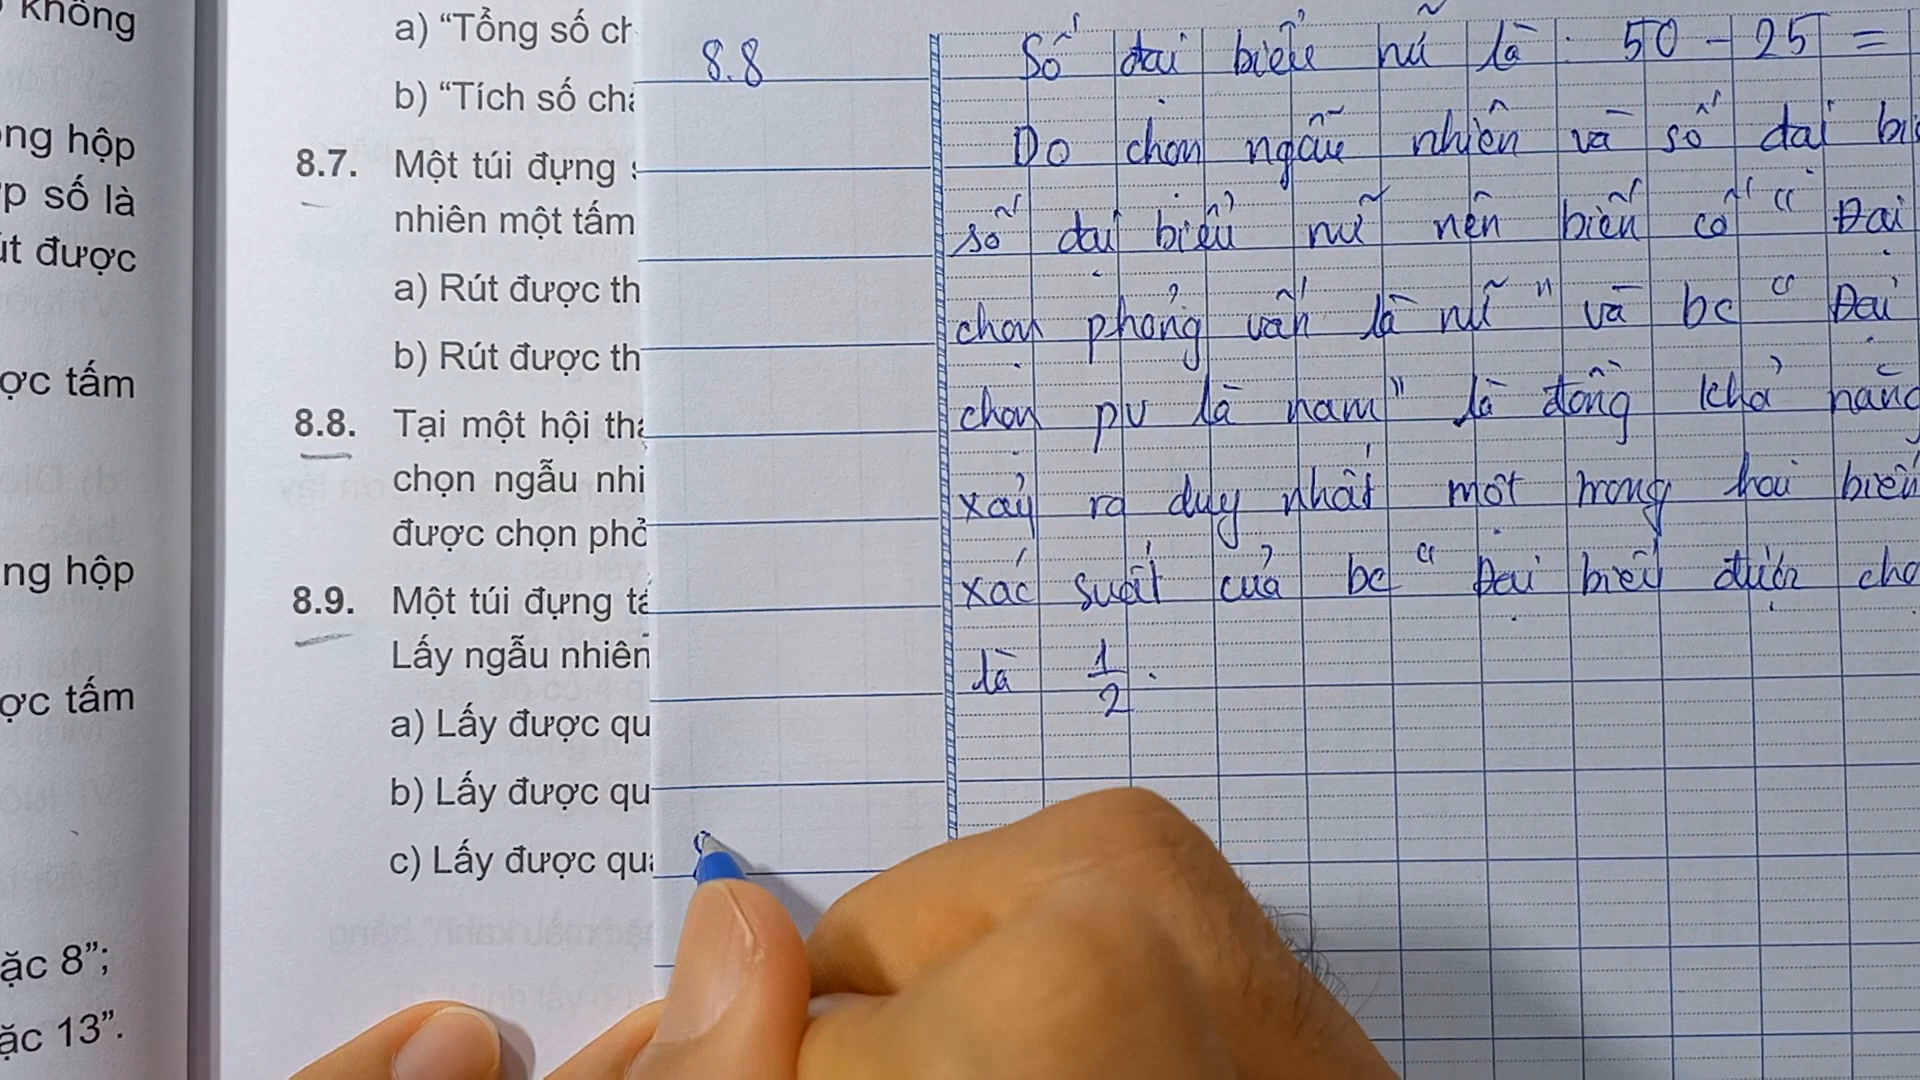 không
ng hộp
p số là
út được
ợc tấm
ng hộp
ợc tấm
ặc 8”;
ặc 13”.
a) “Tổng số ch
b) “Tích số chấ
8.7. Một túi đựng
nhiên một tấm
a) Rút được th
b) Rút được th
8.8. Tại một hội thả
chọn ngẫu nhi
được chọn phỏ
8.9. Một túi đựng tá
Lấy ngẫu nhiên
a) Lấy được qu
b) Lấy được qu
c) Lấy được quả
8.8
Số đại biểu nữ là : 50 - 25 =
Do chọn ngẫu nhiên và số đại bi
số đại biểu nữ nên biến cố “ Đại
chọn phỏng vấn là nữ " và bc “ Đại
chọn pv là nam" là đồng khả năng
xảy ra duy nhất một trong hai biến
xác suất của bc “ Đại biểu được chọ
là 1/2.